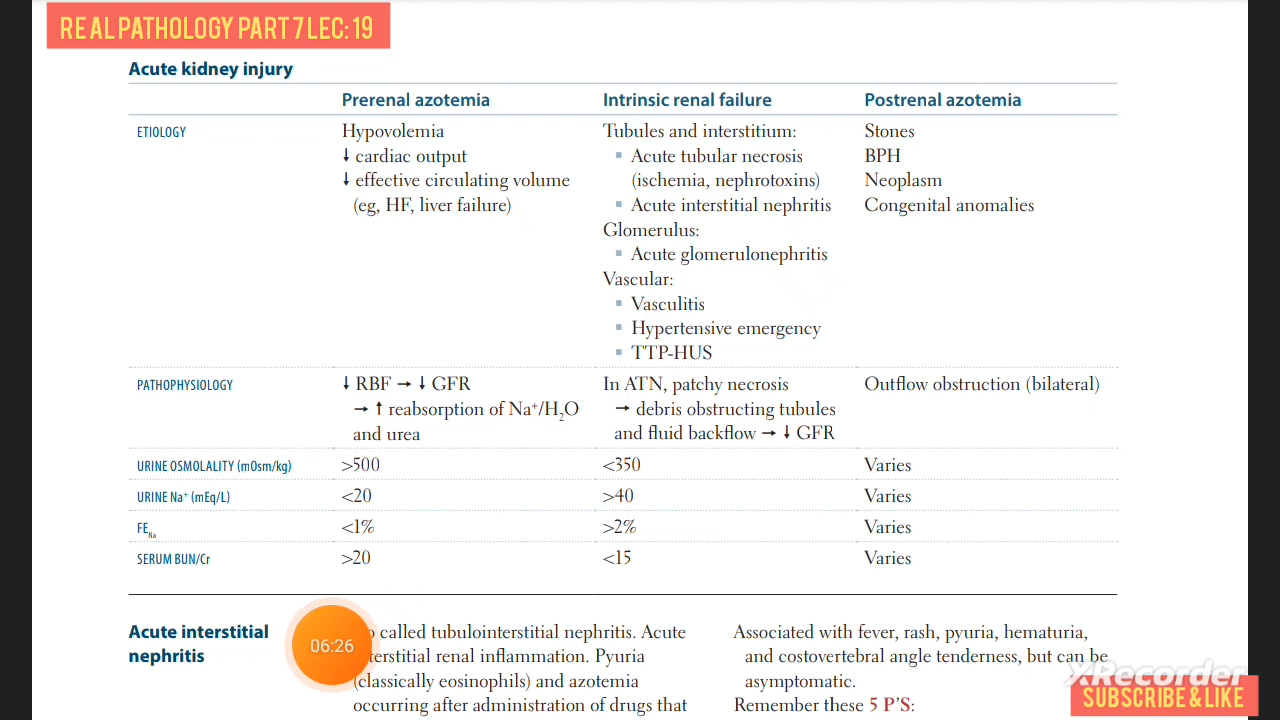 REAL PATHOLOGY PART 7 LEC: 19
Acute kidney injury
Prerenal azotemia Intrinsic renal failure Postrenal azotemia
ETIOLOGY Hypovolemia Tubules and interstitium: Stones
↓ cardiac output ▪ Acute tubular necrosis BPH
↓ effective circulating volume (ischemia, nephrotoxins) Neoplasm
(eg, HF, liver failure) ▪ Acute interstitial nephritis Congenital anomalies
Glomerulus:
▪ Acute glomerulonephritis
Vascular:
▪ Vasculitis
▪ Hypertensive emergency
▪ TTP-HUS
PATHOPHYSIOLOGY ↓ RBF → ↓ GFR In ATN, patchy necrosis Outflow obstruction (bilateral)
→ ↑ reabsorption of Na⁺/H₂O → debris obstructing tubules
and urea and fluid backflow → ↓ GFR
URINE OSMOLALITY (mOsm/kg) >500 <350 Varies
URINE Na⁺ (mEq/L) <20 >40 Varies
FENa <1% >2% Varies
SERUM BUN/Cr >20 <15 Varies
Acute interstitial called tubulointerstitial nephritis. Acute Associated with fever, rash, pyuria, hematuria,
nephritis renal inflammation. Pyuria and costovertebral angle tenderness, but can be
(classically eosinophils) and azotemia asymptomatic.
occurring after administration of drugs that Remember these 5 P'S:
06:26
XRecorder
SUBSCRIBE & LIKE